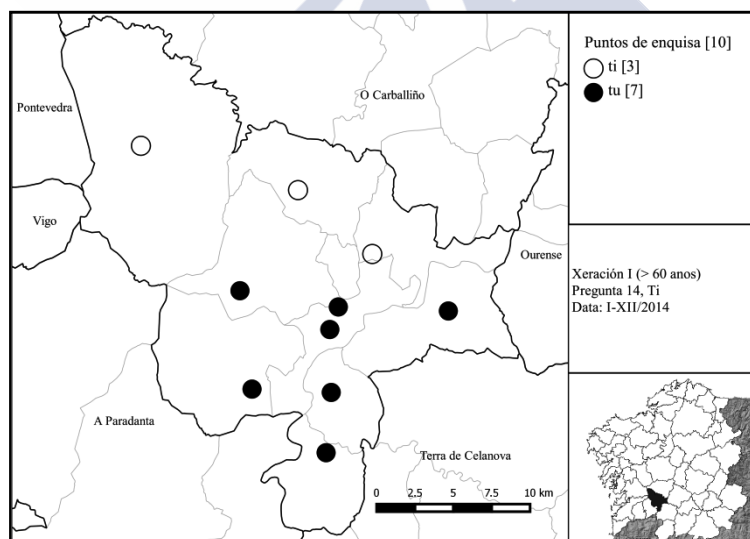 Puntos de enquisa [10]
ti [3]
tu [7]
Pontevedra
O Carballiño
Vigo
Ourense
Xeración I (> 60 anos)
Pregunta 14, Ti
Data: I-XII/2014
A Paradanta
Terra de Celanova
0 2.5 5 7.5 10 km